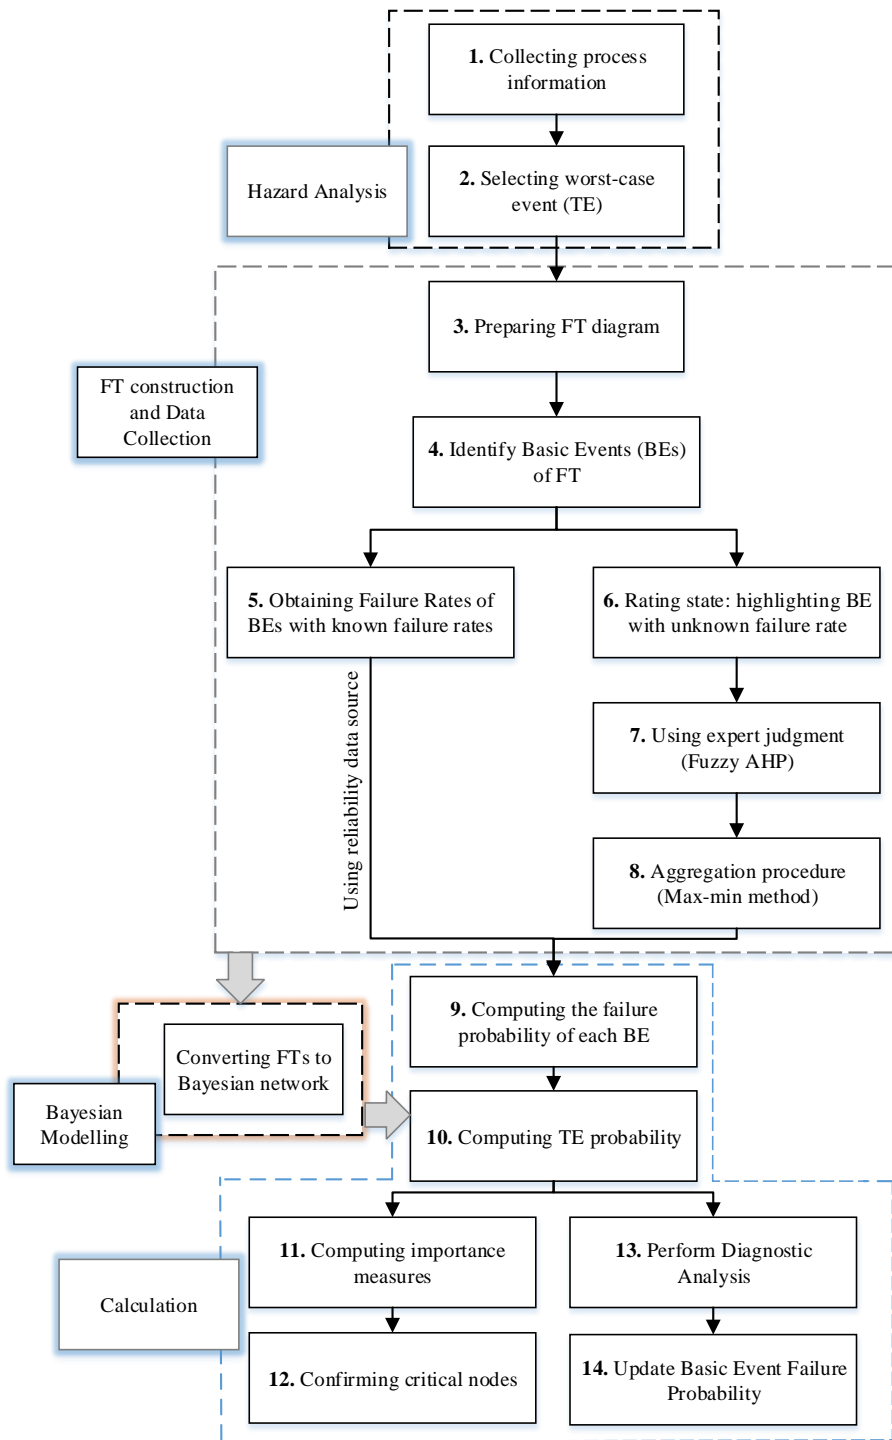 1. Collecting process
information
Hazard Analysis
2. Selecting worst-case
event (TE)
3. Preparing FT diagram
FT construction
and Data
Collection
4. Identify Basic Events (BEs)
of FT
5. Obtaining Failure Rates of
BEs with known failure rates
6. Rating state: highlighting BE
with unknown failure rate
Using reliability data source
7. Using expert judgment
(Fuzzy AHP)
8. Aggregation procedure
(Max-min method)
9. Computing the failure
probability of each BE
Converting FTs to
Bayesian network
Bayesian
Modelling
10. Computing TE probability
11. Computing importance
measures
13. Perform Diagnostic
Analysis
Calculation
12. Confirming critical nodes
14. Update Basic Event Failure
Probability